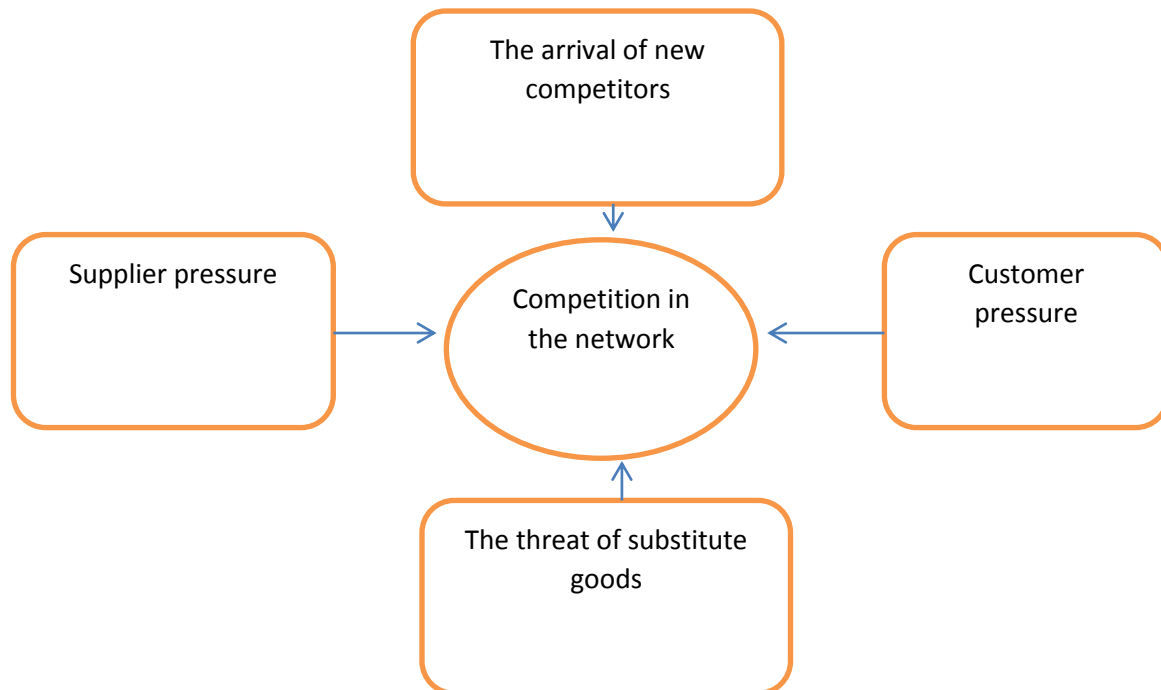 The arrival of new
competitors
Supplier pressure
Competition in
the network
Customer
pressure
The threat of substitute
goods